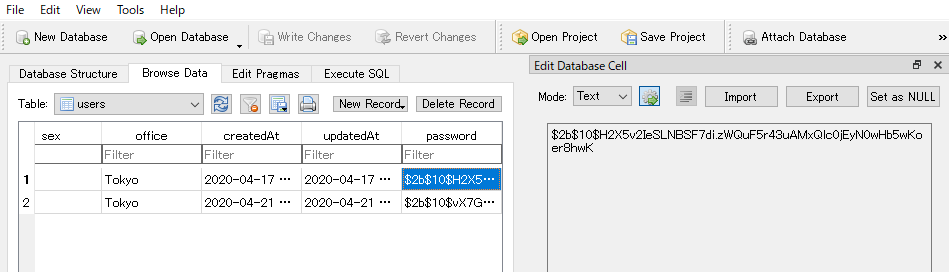 File Edit View Tools Help
New Database Open Database Write Changes Revert Changes Open Project Save Project Attach Database »
Database Structure Browse Data Edit Pragmas Execute SQL
Table: users New Record Delete Record
sex office createdAt updatedAt password
Filter Filter Filter Filter
1 Tokyo 2020-04-17 ... 2020-04-17 ... $2b$10$H2X5...
2 Tokyo 2020-04-21 ... 2020-04-21 ... $2b$10$vX7G...
Edit Database Cell
Mode: Text Import Export Set as NULL
$2b$10$H2X5v2IeSLNBSF7di.zWQuF5r43uAMxQIc0jEyN0wHb5wKo
er8hwK